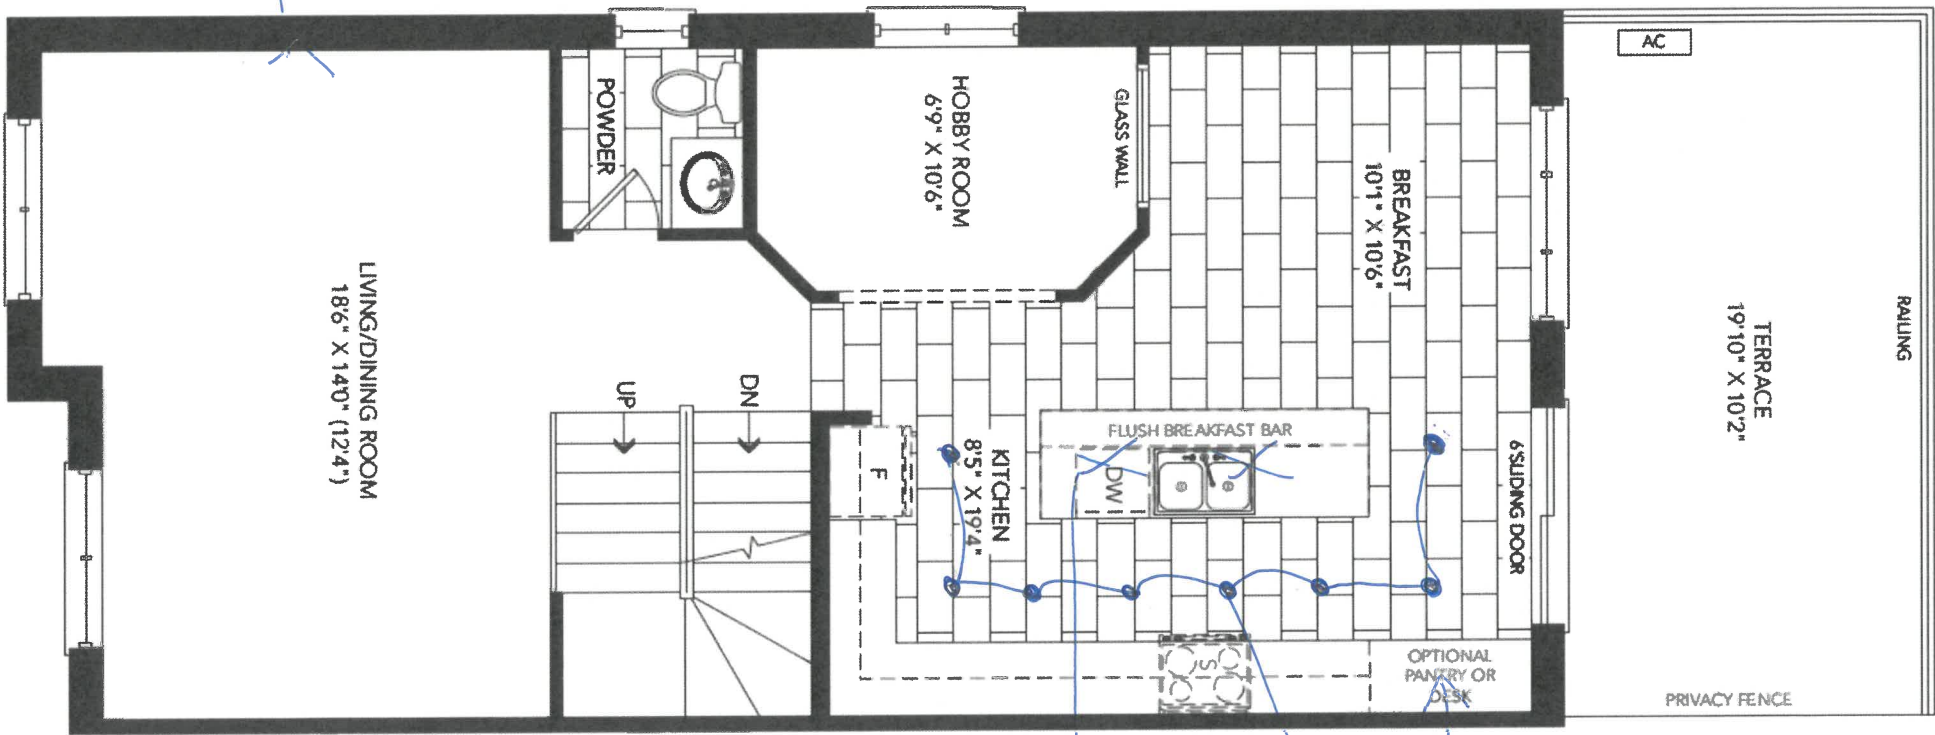 AC
POWDER
HOBBY ROOM
6'9" X 10'6"
GLASS WALL
BREAKFAST
10'1" X 10'6"
RAILING
TERRACE
19'10" X 10'2"
LIVING/DINING ROOM
18'6" X 14'0" (12'4")
UP
DN
F
KITCHEN
8'5" X 19'4"
FLUSH BREAKFAST BAR
DW
6'SLIDING DOOR
S
OPTIONAL
PANTRY OR
DESK
PRIVACY FENCE